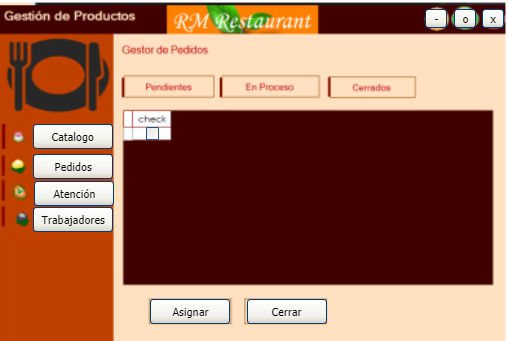 Gestión de Productos
RM Restaurant
- o x
Gestor de Pedidos
Pendientes
En Proceso
Cerrados
check
Catalogo
Pedidos
Atención
Trabajadores
Asignar
Cerrar